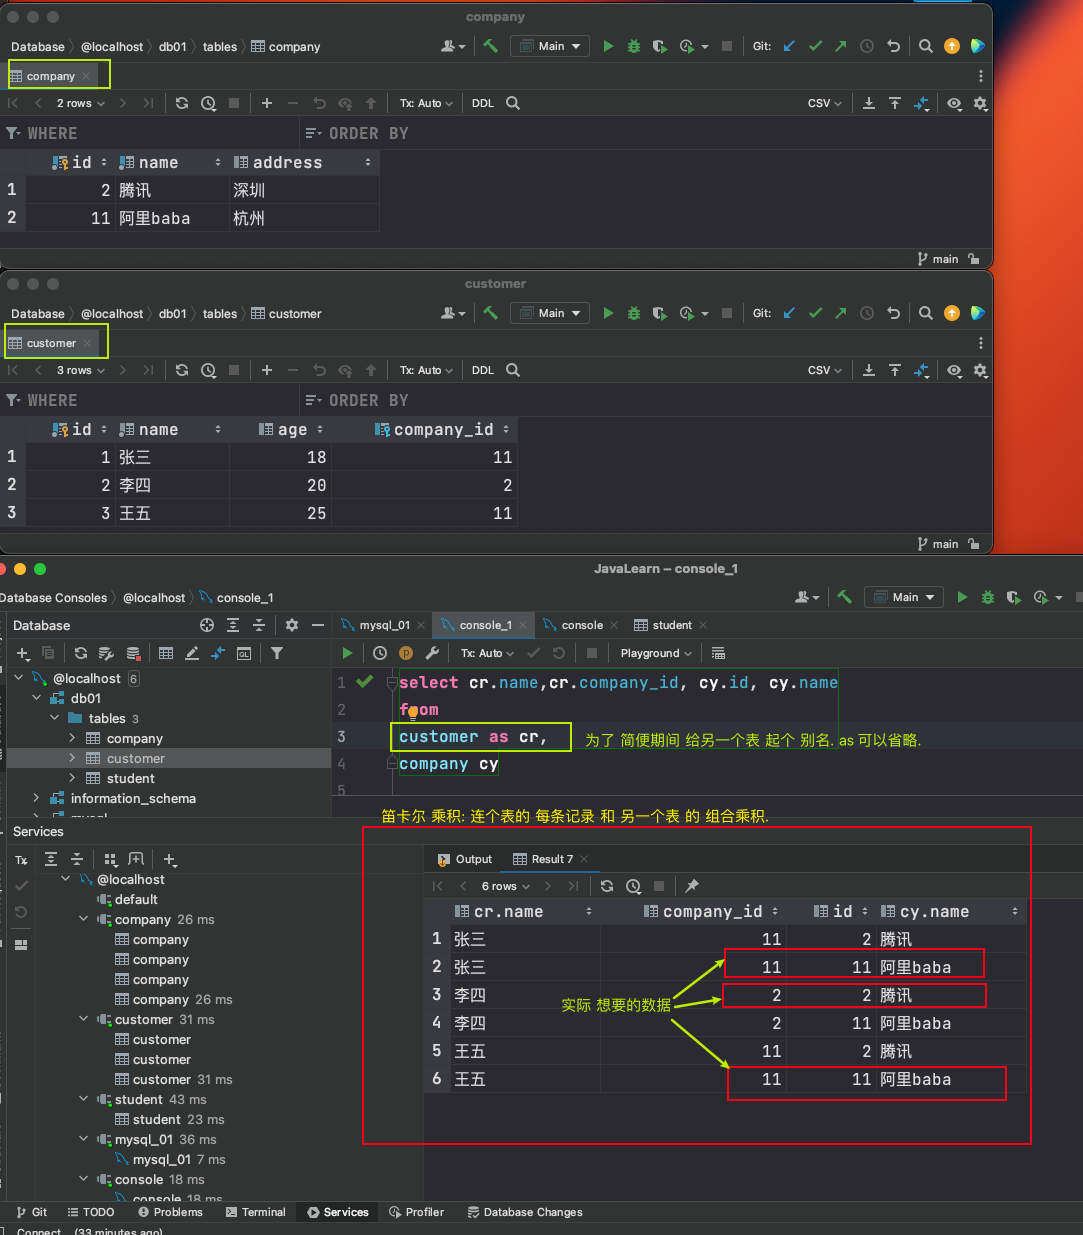 company
Database @localhost db01 tables company
Main
Git:
company
2 rows
Tx: Auto
DDL
CSV
WHERE
ORDER BY
id name address
1 2 腾讯 深圳
2 11 阿里baba 杭州
main
customer
Database @localhost db01 tables customer
Main
Git:
customer
3 rows
Tx: Auto
DDL
CSV
WHERE
ORDER BY
id name age company_id
1 1 张三 18 11
2 2 李四 20 2
3 3 王五 25 11
main
JavaLearn – console_1
Database Consoles @localhost console_1
Main
Database
mysql_01 console_1 console student
Tx: Auto
Playground
@localhost 6
db01
tables 3
company
customer
student
information_schema
1 select cr.name,cr.company_id, cy.id, cy.name
2 from
3 customer as cr, 为了 简便期间 给另一个表 起个 别名. as 可以省略.
4 company cy
5
笛卡尔 乘积: 连个表的 每条记录 和 另一个表 的 组合乘积.
Services
Tx
@localhost
default
company 26 ms
company
company
company
company 26 ms
customer 31 ms
customer
customer
customer 31 ms
student 43 ms
student 23 ms
mysql_01 36 ms
mysql_01 7 ms
console 18 ms
console 18 ms
Output Result 7
6 rows
cr.name company_id id cy.name
1 张三 11 2 腾讯
2 张三 11 11 阿里baba
3 李四 2 2 腾讯
实际 想要的数据
4 李四 2 11 阿里baba
5 王五 11 2 腾讯
6 王五 11 11 阿里baba
Git TODO Problems Terminal Services Profiler Database Changes
Connect (33 minutes ago)